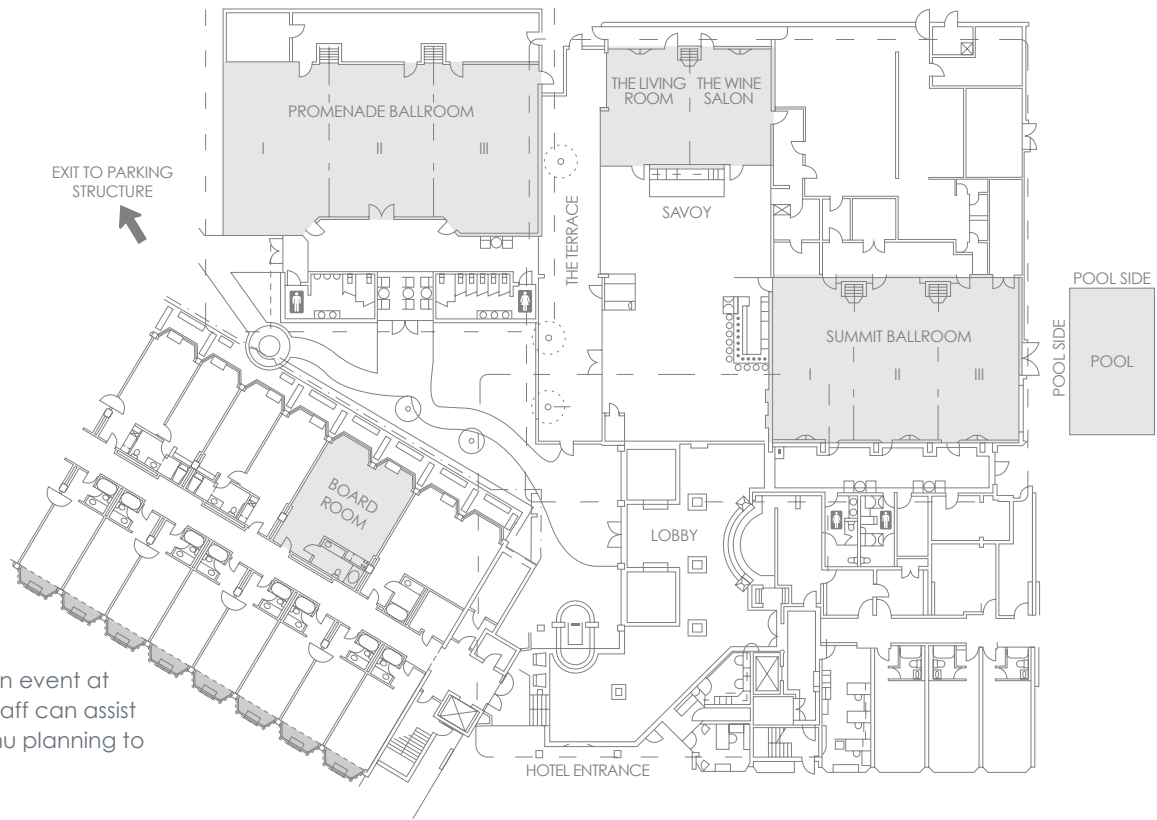 THE LIVING
ROOM
THE WINE
SALON
PROMENADE BALLROOM
I
II
III
EXIT TO PARKING
STRUCTURE
SAVOY
THE TERRACE
POOL SIDE
SUMMIT BALLROOM
POOL SIDE
POOL
I
II
III
BOARD
ROOM
LOBBY
n event at
aff can assist
nu planning to
HOTEL ENTRANCE